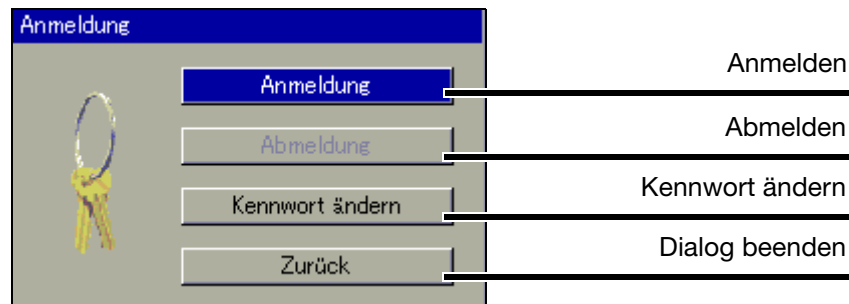 Anmeldung
Anmeldung
Anmelden
Abmeldung
Abmelden
Kennwort ändern
Kennwort ändern
Zurück
Dialog beenden